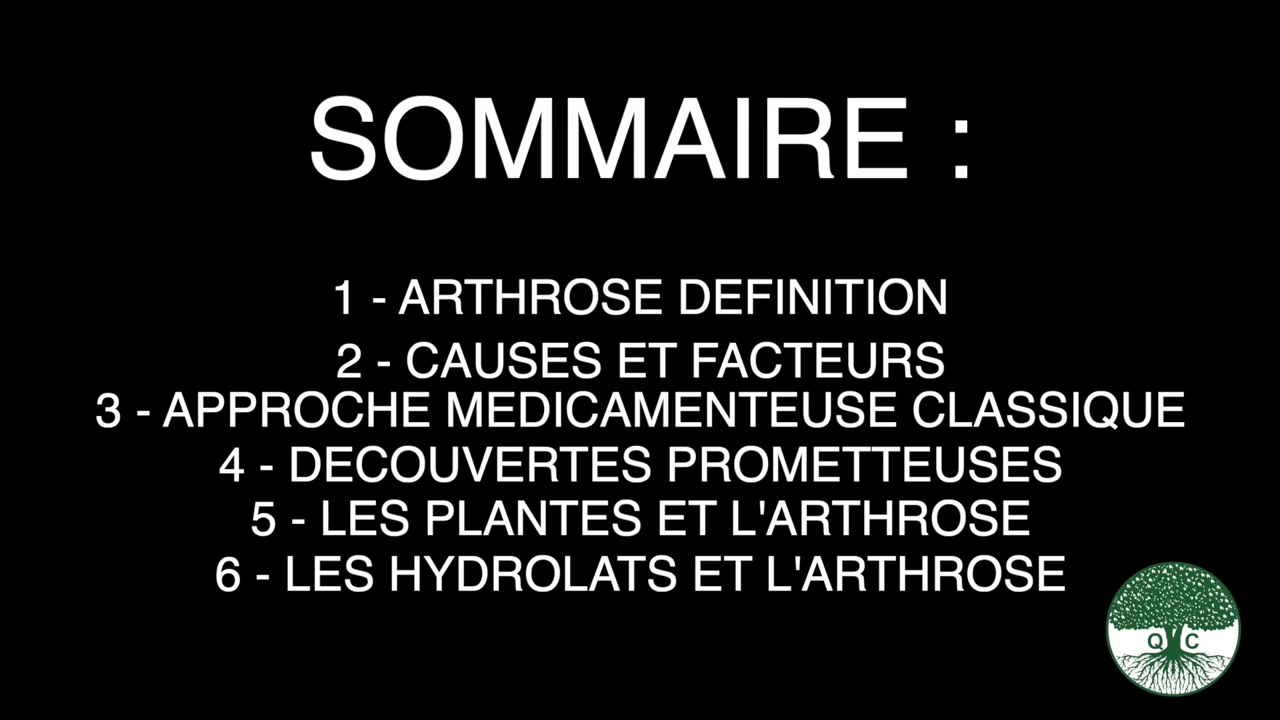 SOMMAIRE :
1 - ARTHROSE DEFINITION
2 - CAUSES ET FACTEURS
3 - APPROCHE MEDICAMENTEUSE CLASSIQUE
4 - DECOUVERTES PROMETTEUSES
5 - LES PLANTES ET L'ARTHROSE
6 - LES HYDROLATS ET L'ARTHROSE
Q C